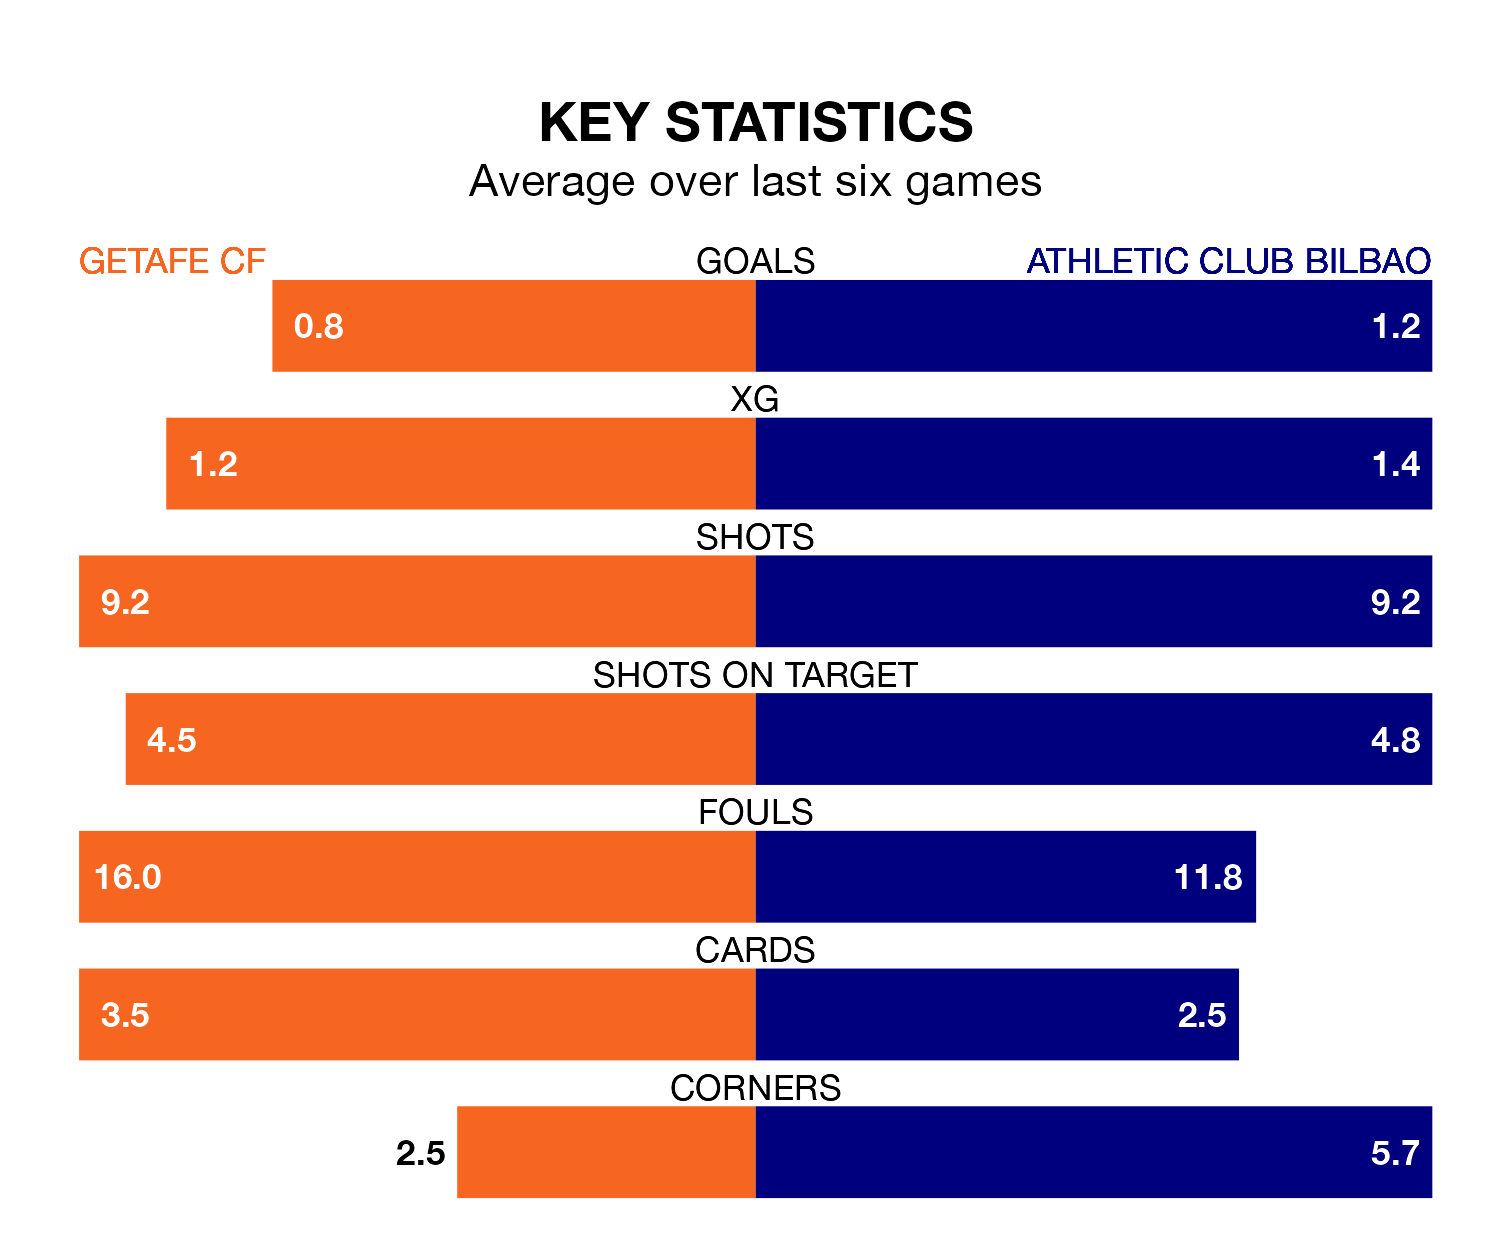 KEY STATISTICS
Average over last six games
GETAFE CF GOALS ATHLETIC CLUB BILBAO
0.8 1.2
XG
1.2 1.4
SHOTS
9.2 9.2
SHOTS ON TARGET
4.5 4.8
FOULS
16.0 11.8
CARDS
3.5 2.5
CORNERS
2.5 5.7